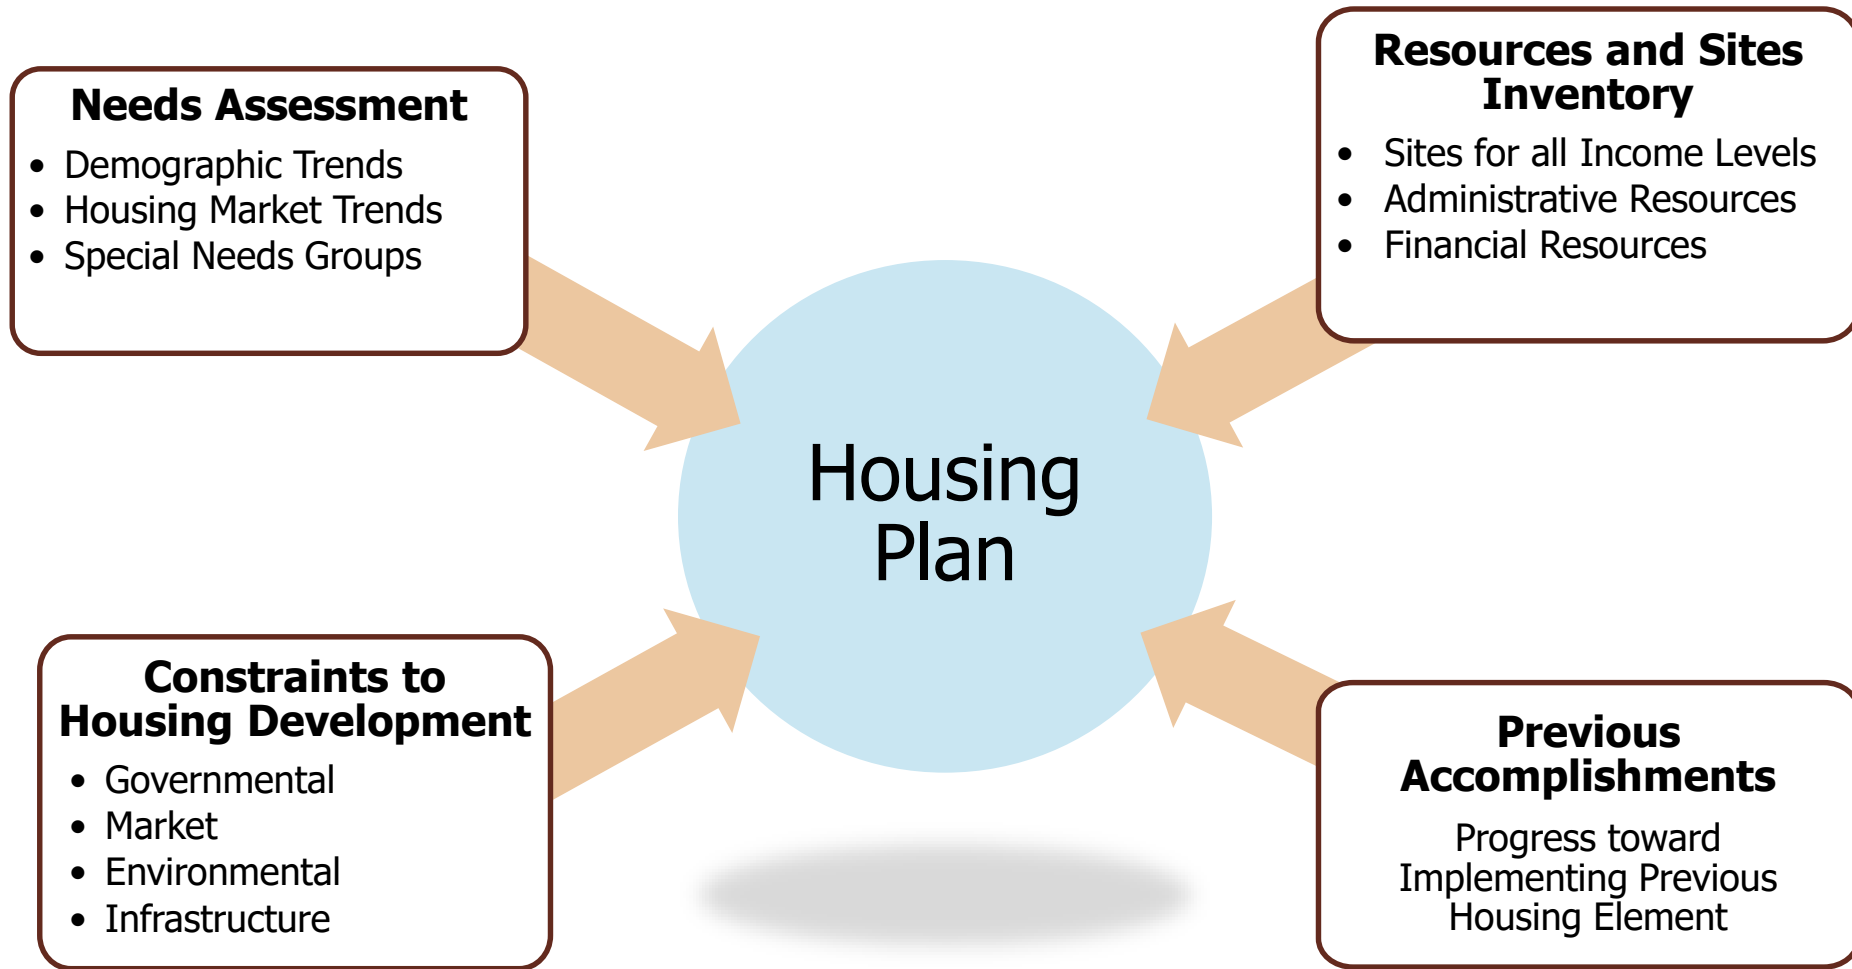 Needs Assessment
• Demographic Trends
• Housing Market Trends
• Special Needs Groups
Resources and Sites
Inventory
• Sites for all Income Levels
• Administrative Resources
• Financial Resources
Housing
Plan
Constraints to
Housing Development
• Governmental
• Market
• Environmental
• Infrastructure
Previous
Accomplishments
Progress toward
Implementing Previous
Housing Element